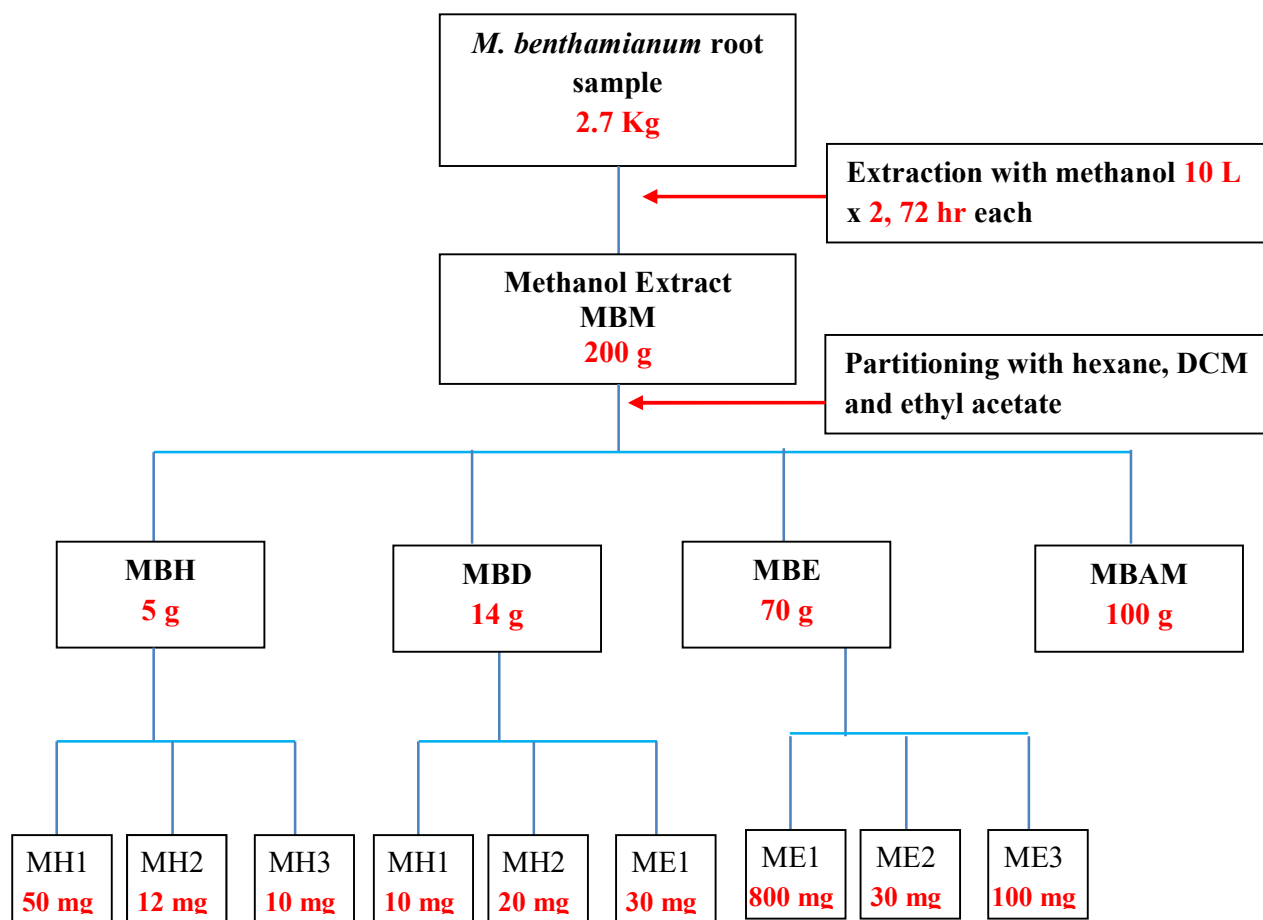 M. benthamianum root
sample
2.7 Kg
Extraction with methanol 10 L
x 2, 72 hr each
Methanol Extract
MBM
200 g
Partitioning with hexane, DCM
and ethyl acetate
MBH
5 g
MBD
14 g
MBE
70 g
MBAM
100 g
MH1
50 mg
MH2
12 mg
MH3
10 mg
MH1
10 mg
MH2
20 mg
ME1
30 mg
ME1
800 mg
ME2
30 mg
ME3
100 mg